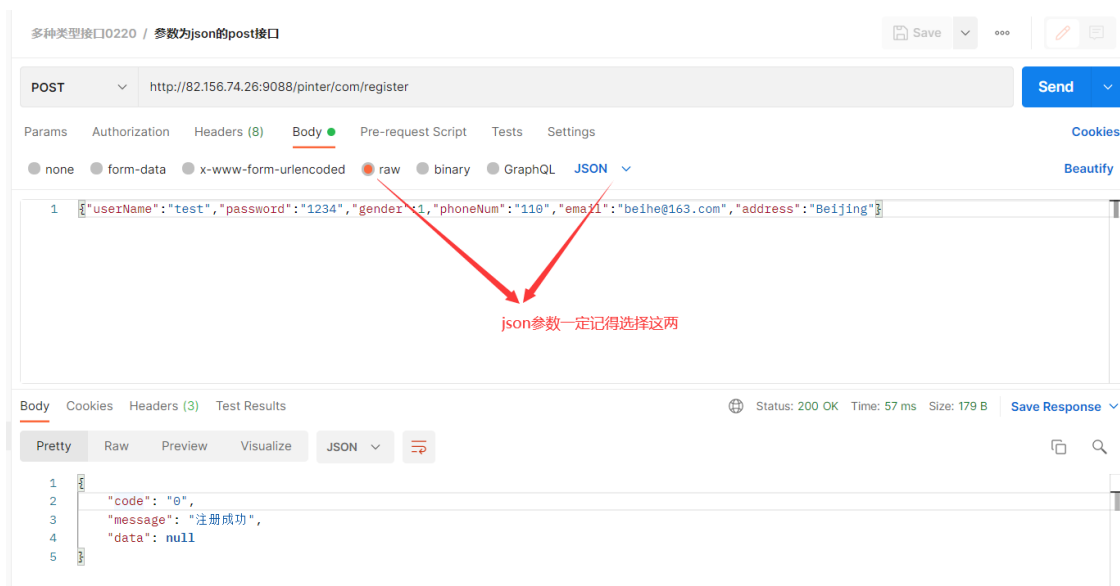 多种类型接口0220 / 参数为json的post接口
Save
POST http://82.156.74.26:9088/pinter/com/register Send
Params Authorization Headers (8) Body Pre-request Script Tests Settings Cookies
none form-data x-www-form-urlencoded raw binary GraphQL JSON Beautify
1 {"userName":"test","password":"1234","gender":1,"phoneNum":"110","email":"beihe@163.com","address":"Beijing"}
json参数一定记得选择这两
Body Cookies Headers (3) Test Results Status: 200 OK Time: 57 ms Size: 179 B Save Response
Pretty Raw Preview Visualize JSON
1 {
2 "code": "0",
3 "message": "注册成功",
4 "data": null
5 }